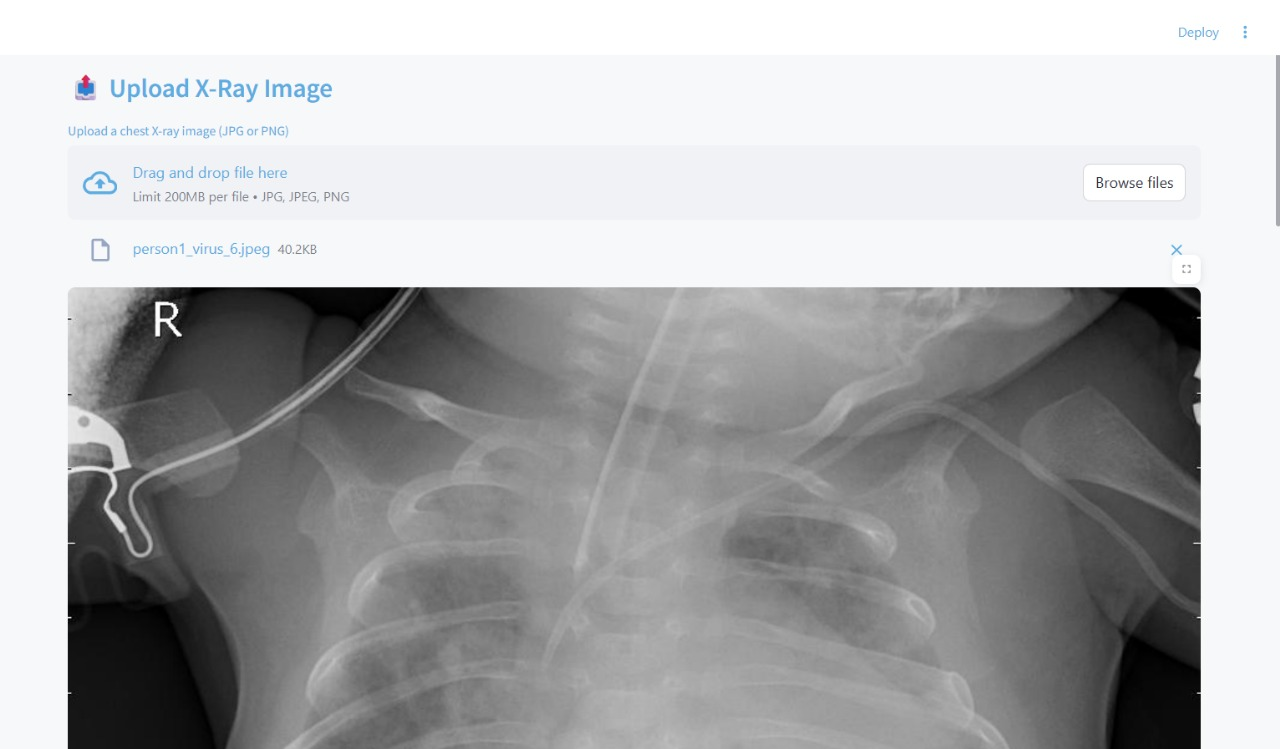 Deploy
Upload X-Ray Image
Upload a chest X-ray image (JPG or PNG)
Drag and drop file here
Limit 200MB per file • JPG, JPEG, PNG
Browse files
person1_virus_6.jpeg 40.2KB
R